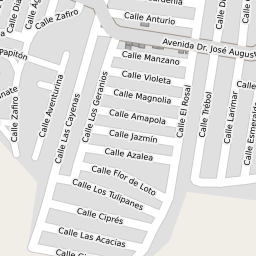 Calle Zafiro
Calle Anturio
Avenida Dr. José August
Calle Manzano
Calle Violeta
Calle Magnolia
Calle Amapola
Calle Jazmín
Calle Azalea
Calle Flor de Loto
Calle Los Tulipanes
Calle Ciprés
Calle Las Acacias
Calle Los Geranios
Calle Las Cayenas
Calle Aventurina
Calle Zafiro
Papitón
Calle El Rosal
Calle Trébol
Calle Larimar
Calle Esmerald